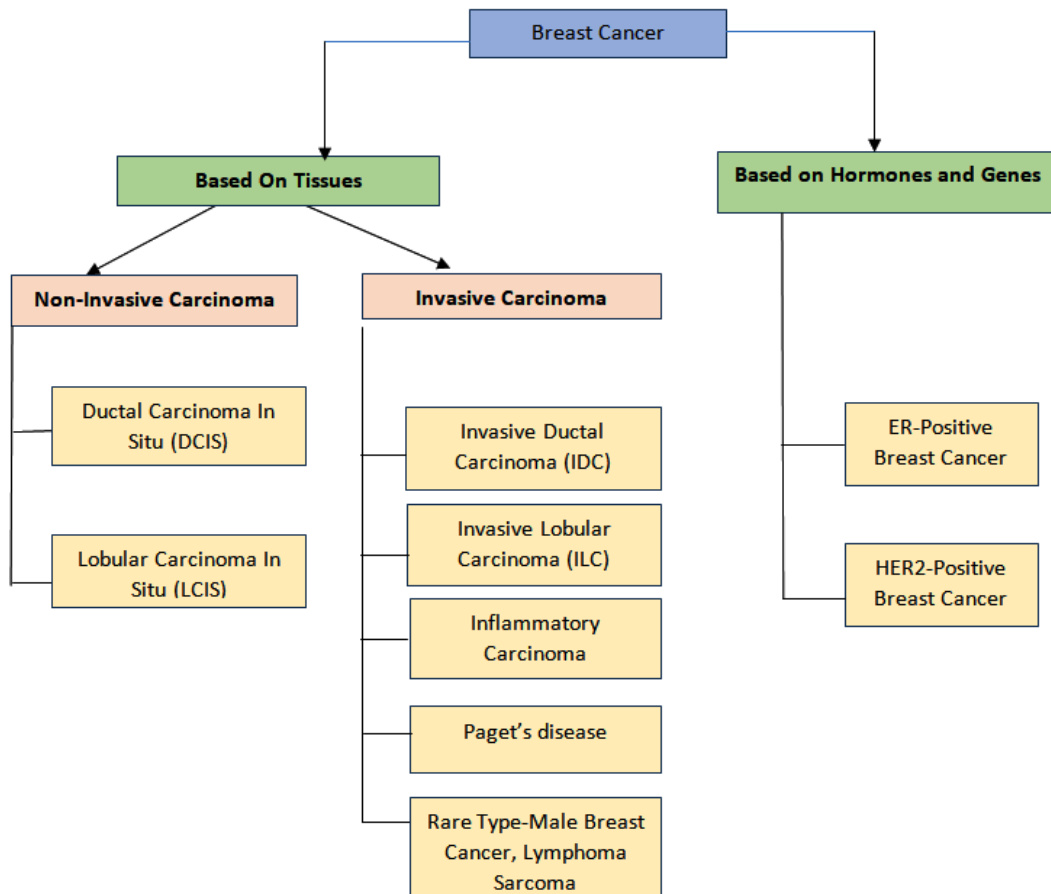 Breast Cancer
Based On Tissues
Based on Hormones and Genes
Non-Invasive Carcinoma
Invasive Carcinoma
Ductal Carcinoma In
Situ (DCIS)
Lobular Carcinoma In
Situ (LCIS)
Invasive Ductal
Carcinoma (IDC)
Invasive Lobular
Carcinoma (ILC)
Inflammatory
Carcinoma
Paget’s disease
Rare Type-Male Breast
Cancer, Lymphoma
Sarcoma
ER-Positive
Breast Cancer
HER2-Positive
Breast Cancer